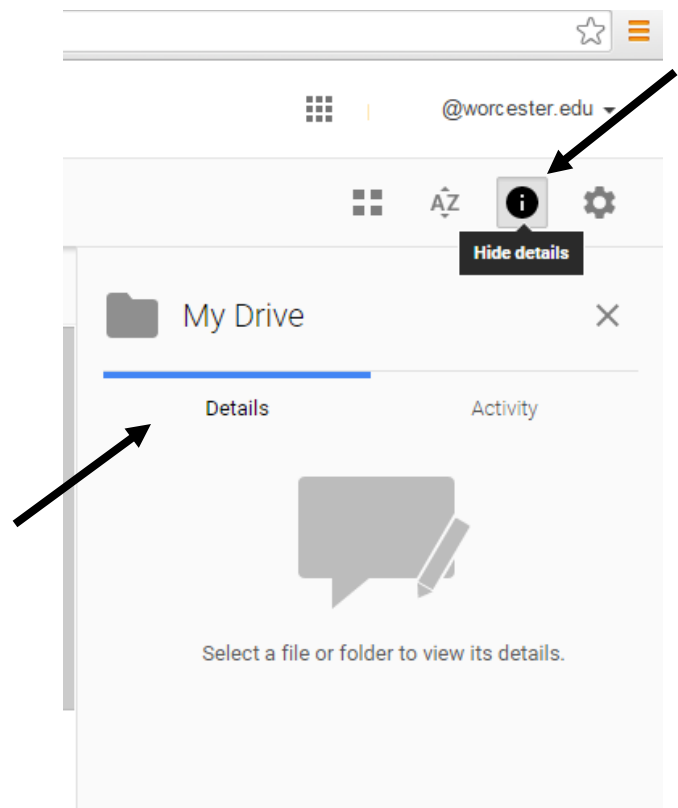 @worcester.edu
AZ
Hide details
My Drive
Details
Activity
Select a file or folder to view its details.